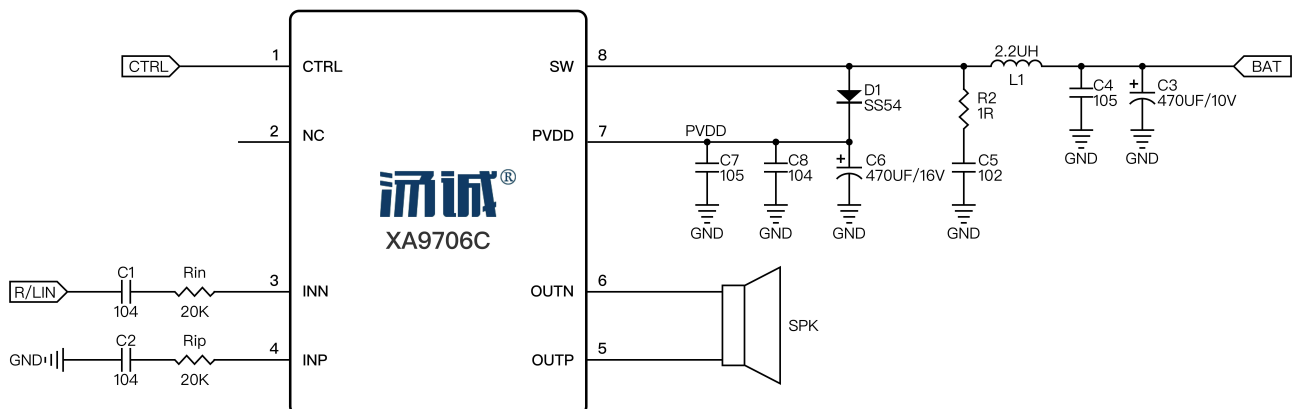 CTRL
1
CTRL
2
NC
汤诚®
XA9706C
R/LIN
C1
104
Rin
20K
3
INN
GND
C2
104
Rip
20K
4
INP
SW
8
PVDD
7
PVDD
OUTN
6
OUTP
5
SPK
D1
SS54
R2
1R
2.2UH
L1
C4
105
GND
C3
470UF/10V
GND
BAT
C7
105
GND
C8
104
GND
C6
470UF/16V
GND
C5
102
GND
+
+